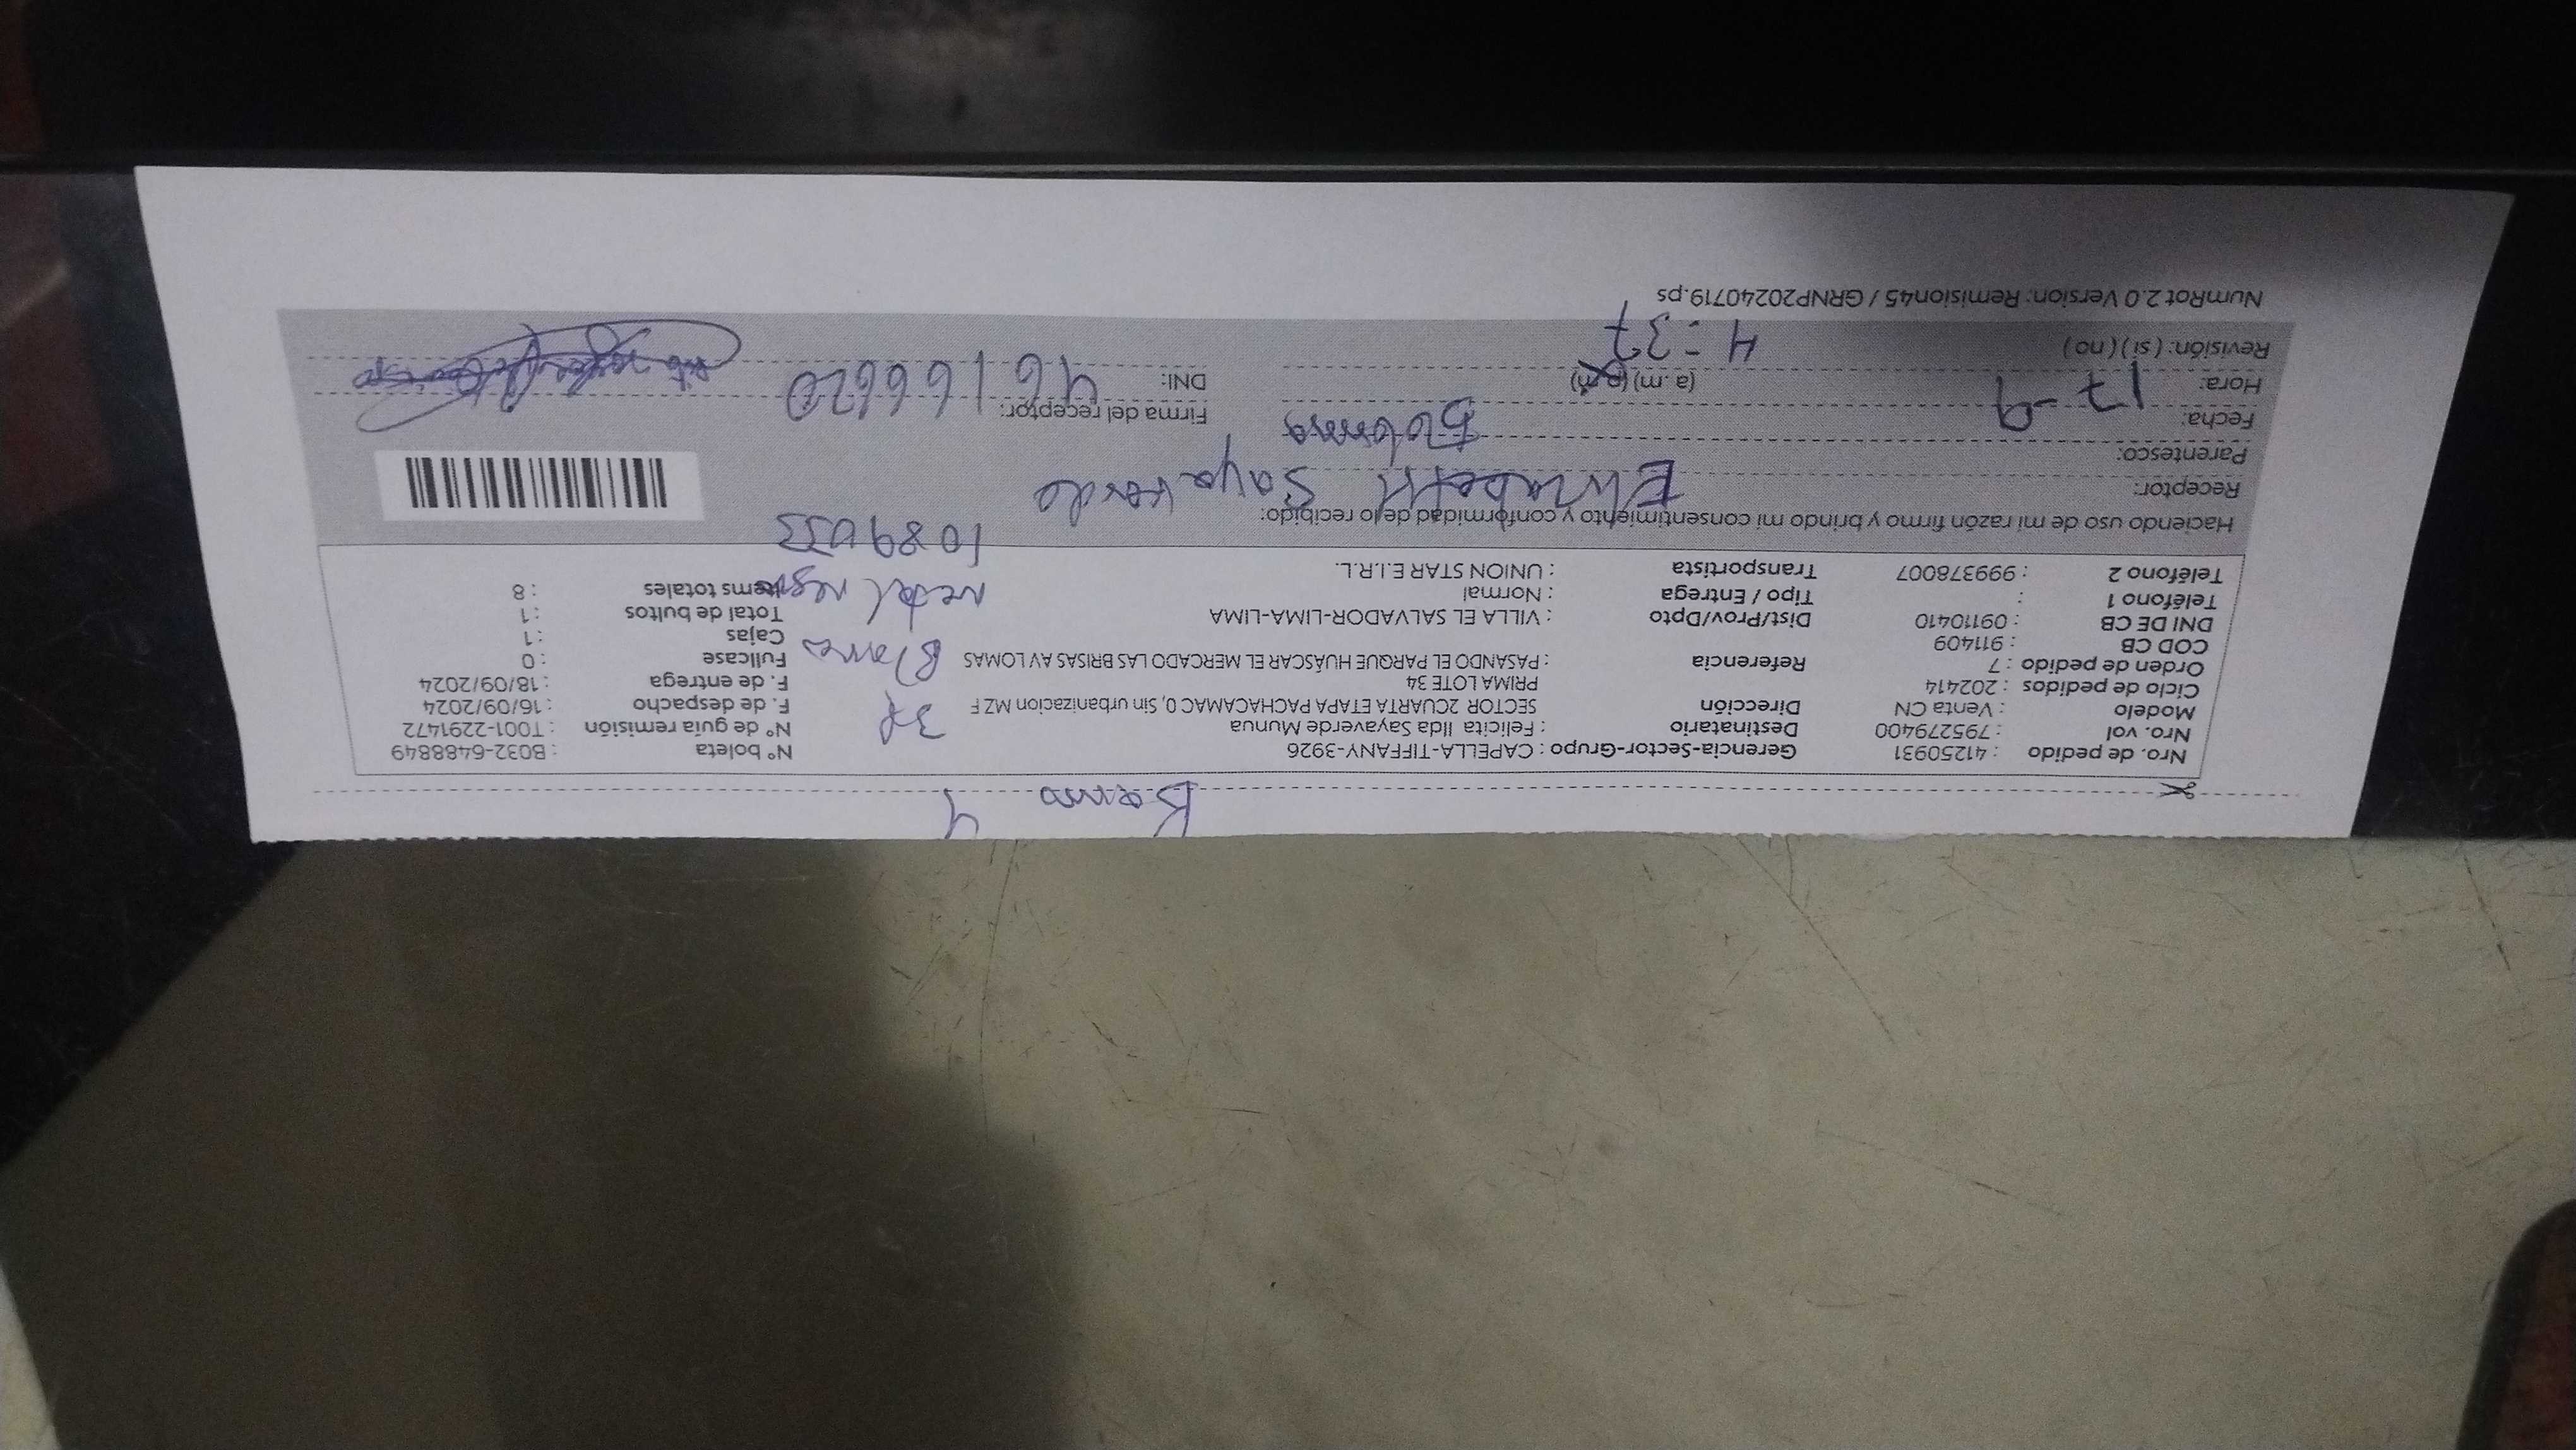 Banno 4
Nro. de pedido : 41250931 Gerencia-Sector-Grupo : CAPELLA-TIFFANY-3926 N° boleta : B032-6488849
Nro. vol : 795279400 Destinatario : Felicita Ilda Sayaverde Munua N° de guía remisión : T001-2291472
Modelo : Venta CN Dirección SECTOR 2CUARTA ETAPA PACHACAMAC 0, Sin urbanizacion MZ F 3p F. de despacho : 16/09/2024
Ciclo de pedidos : 202414 PRIMA LOTE 34 F. de entrega : 18/09/2024
Orden de pedido : 7 Referencia : PASANDO EL PARQUE HUÁSCAR EL MERCADO LAS BRISAS AV LOMAS Fullcase : 0
COD CB : 911409 Cajas : 1
DNI DE CB : 09110410 Dist/Prov/Dpto : VILLA EL SALVADOR-LIMA-LIMA Total de bultos : 1
Teléfono 1 : Tipo / Entrega : Normal Items totales : 8
Teléfono 2 : 999378007 Transportista : UNION STAR E.I.R.L.
Haciendo uso de mi razón firmo y brindo mi consentimiento y conformidad de lo recibido:
Receptor: Elizabeth Sayaverde
Parentesco:
Fecha: 17-9 Firma del receptor:
Hora: 4:37 (a.m) (p.m) DNI: 46166620
Revisión: (si) (no)
NumRot 2.0 Version: Remision45 / GRNP20240719.ps